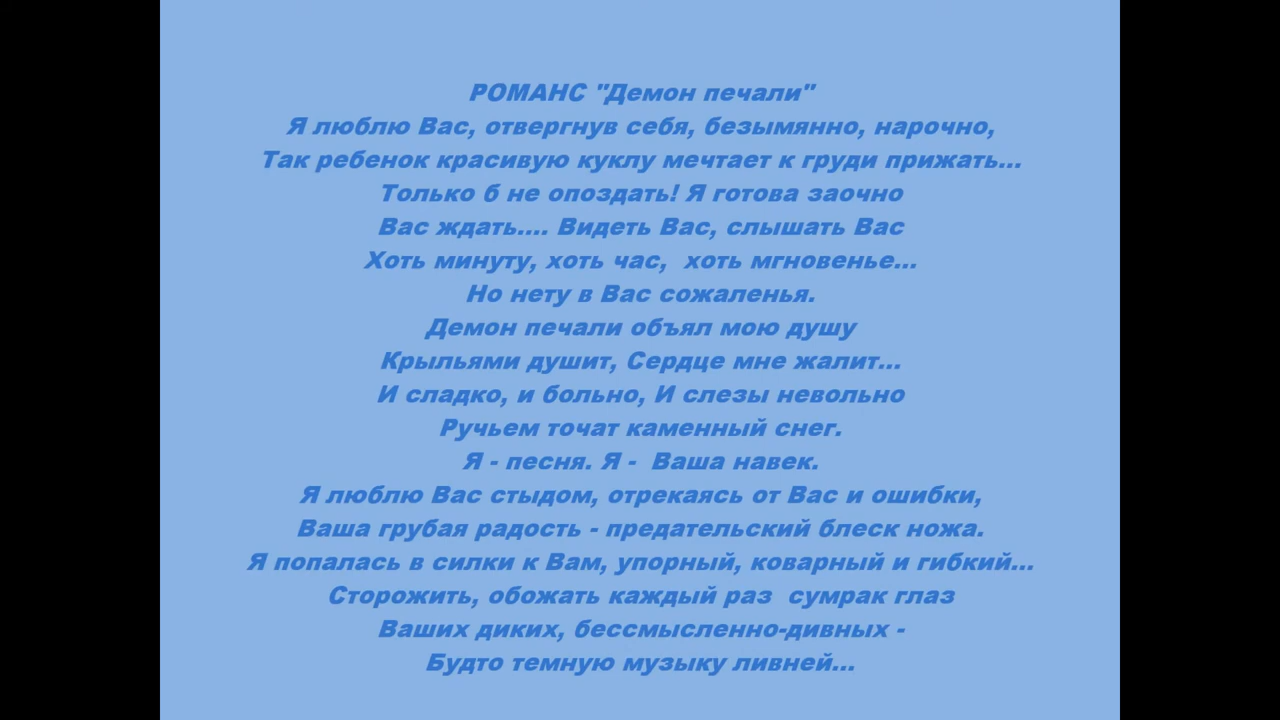 РОМАНС "Демон печали"
Я люблю Вас, отвергнув себя, безымянно, нарочно,
Так ребенок красивую куклу мечтает к груди прижать...
Только б не опоздать! Я готова заочно
Вас ждать.... Видеть Вас, слышать Вас
Хоть минуту, хоть час,  хоть мгновенье...
Но нету в Вас сожаленья.
Демон печали объял мою душу
Крыльями душит, Сердце мне жалит...
И сладко, и больно, И слезы невольно
Ручьем точат каменный снег.
Я - песня. Я -  Ваша навек.
Я люблю Вас стыдом, отрекаясь от Вас и ошибки,
Ваша грубая радость - предательский блеск ножа.
Я попалась в силки к Вам, упорный, коварный и гибкий...
Сторожить, обожать каждый раз  сумрак глаз
Ваших диких, бессмысленно-дивных -
Будто темную музыку ливней...